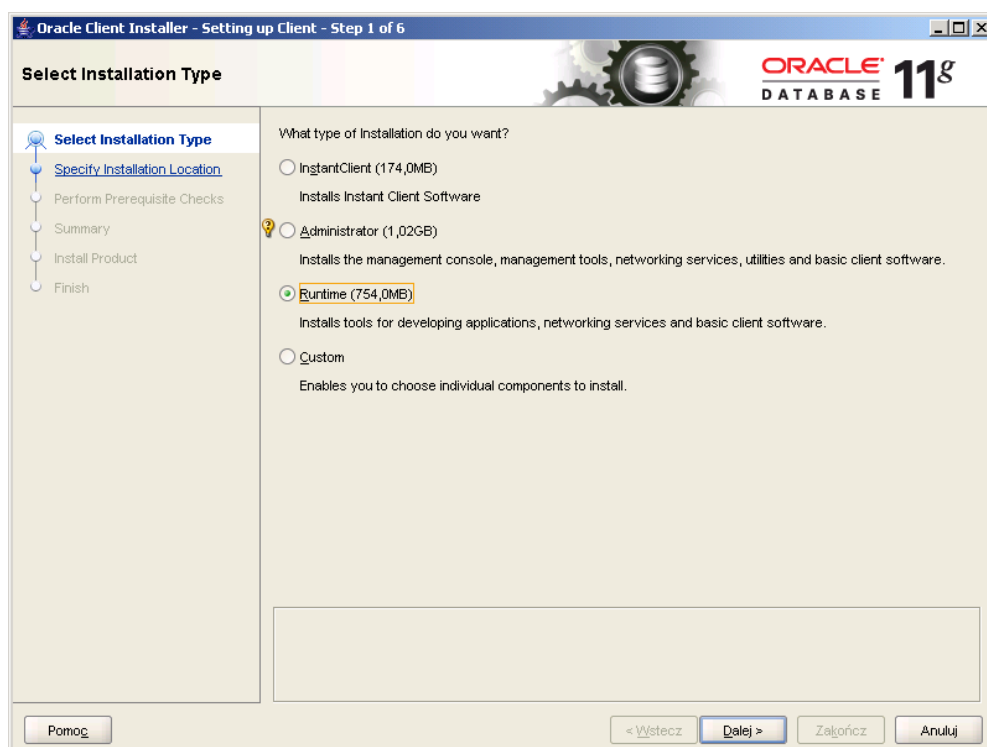 Oracle Client Installer - Setting up Client - Step 1 of 6
Select Installation Type
ORACLE
DATABASE 11g
Select Installation Type
Specify Installation Location
Perform Prerequisite Checks
Summary
Install Product
Finish
What type of Installation do you want?
InstantClient (174,0MB)
Installs Instant Client Software
Administrator (1,02GB)
Installs the management console, management tools, networking services, utilities and basic client software.
Runtime (754,0MB)
Installs tools for developing applications, networking services and basic client software.
Custom
Enables you to choose individual components to install.
Pomoc
< Wstecz
Dalej >
Zakończ
Anuluj